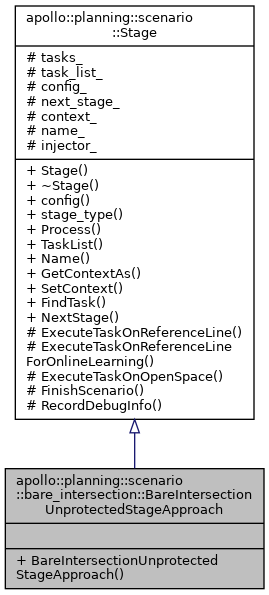 apollo::planning::scenario
::Stage
# tasks_
# task_list_
# config_
# next_stage_
# context_
# name_
# injector_
+ Stage()
+ ~Stage()
+ config()
+ stage_type()
+ Process()
+ TaskList()
+ Name()
+ GetContextAs()
+ SetContext()
+ FindTask()
+ NextStage()
# ExecuteTaskOnReferenceLine()
# ExecuteTaskOnReferenceLine
ForOnlineLearning()
# ExecuteTaskOnOpenSpace()
# FinishScenario()
# RecordDebugInfo()
apollo::planning::scenario
::bare_intersection::BareIntersection
UnprotectedStageApproach
+ BareIntersectionUnprotected
StageApproach()